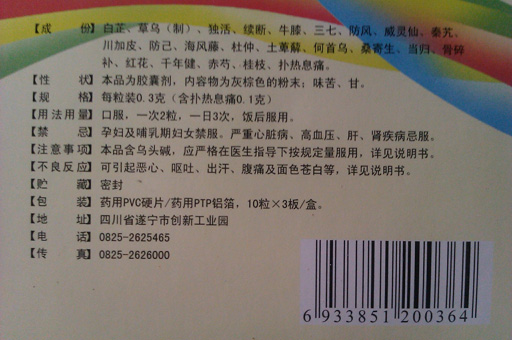 【成 份】 白芷、草乌（制）、独活、续断、牛膝、三七、防风、威灵仙、秦艽、
川加皮、防己、海风藤、杜仲、土萆薢、何首乌、桑寄生、当归、骨碎
补、红花、千年健、赤芍、桂枝、扑热息痛。
【性 状】 本品为胶囊剂，内容物为灰棕色的粉末；味苦、甘。
【规 格】 每粒装0.3克（含扑热息痛0.1克）
【用法用量】 口服，一次2粒，一日3次，饭后服用。
【禁 忌】 孕妇及哺乳期妇女禁服。严重心脏病、高血压、肝、肾疾病忌服。
【注意事项】 本品含乌头碱，应严格在医生指导下按规定量服用，详见说明书。
【不良反应】 可引起恶心、呕吐、出汗、腹痛及面色苍白等，详见说明书。
【贮 藏】 密封
【包 装】 药用PVC硬片/药用PTP铝箔，10粒×3板/盒。
【地 址】 四川省遂宁市创新工业园
【电 话】 0825-2625465
【传 真】 0825-2626000
6 933851 200364